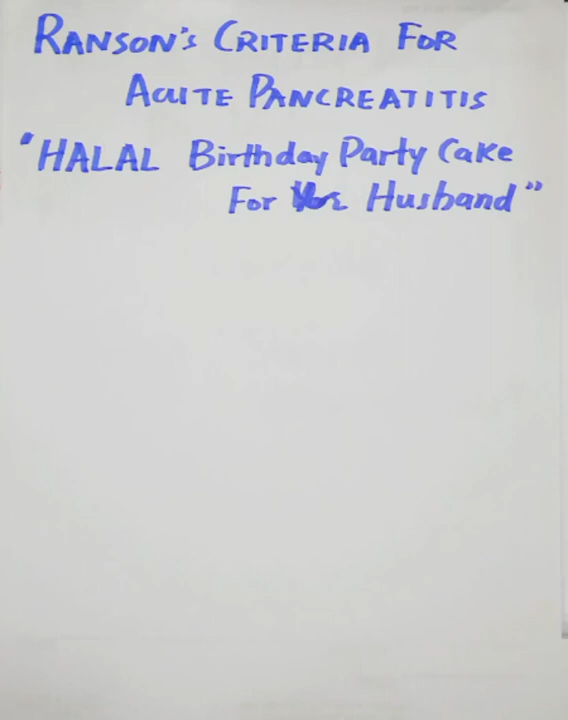 RANSON'S CRITERIA FOR
ACUTE PANCREATITIS
"HALAL Birthday Party Cake
For Husband"